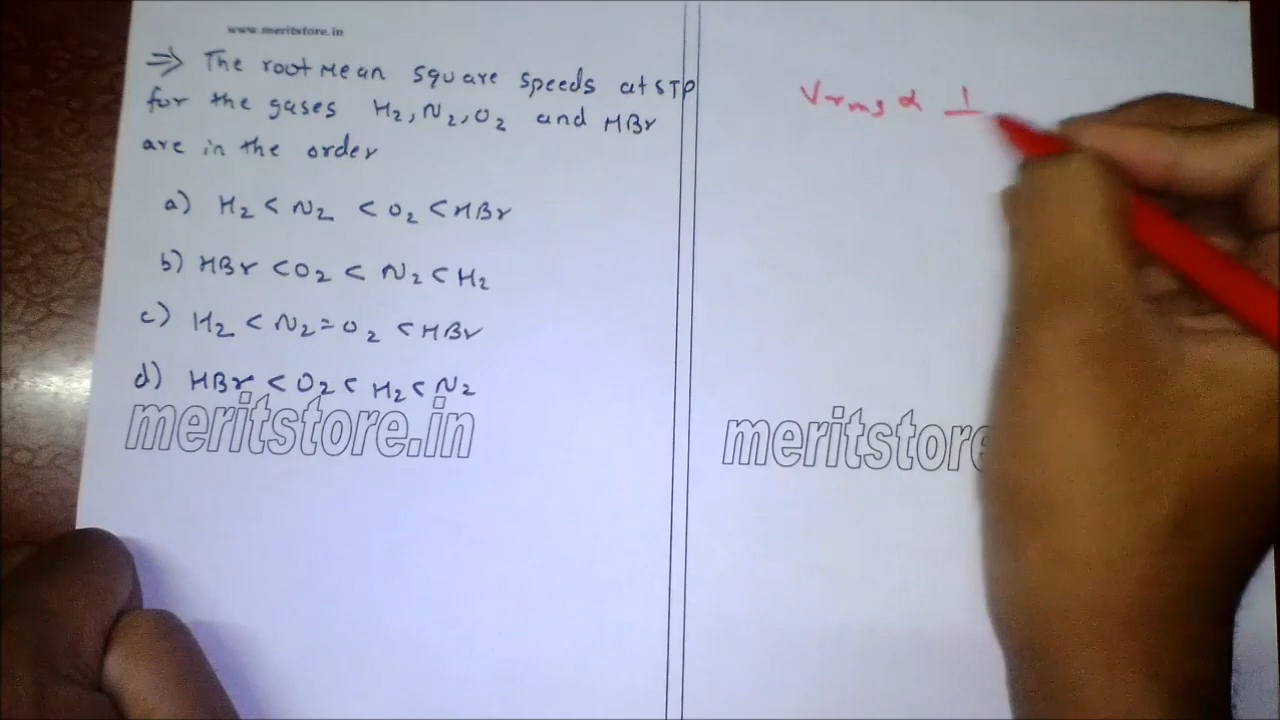 www.meritstore.in
⇒ The root mean square speeds at STP
for the gases H₂, N₂, O₂ and HBr
are in the order
a) H₂ < N₂ < O₂ < HBr
b) HBr < O₂ < N₂ < H₂
c) H₂ < N₂ = O₂ < HBr
d) HBr < O₂ < H₂ < N₂
meritstore.in
Vrms ∝ 1
meritstore